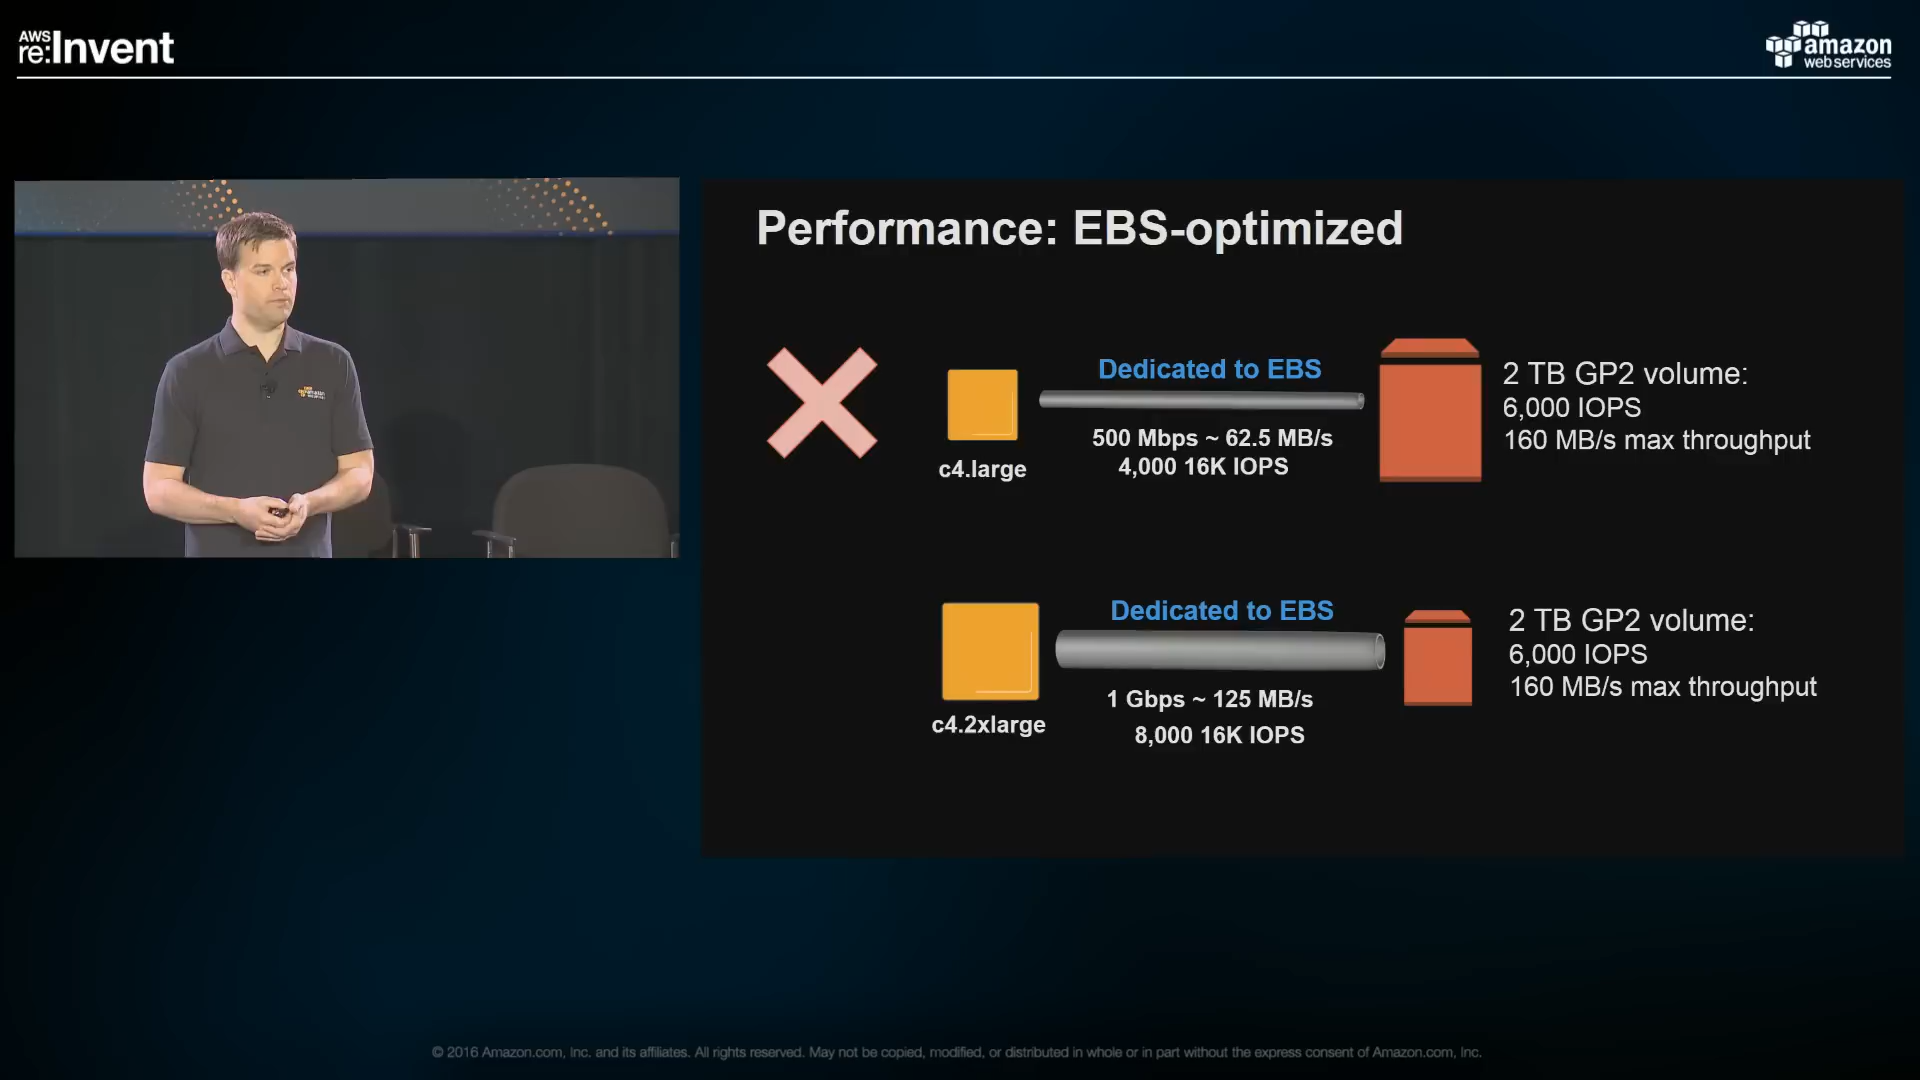 AWS
re:Invent
amazon
web services
Performance: EBS-optimized
Dedicated to EBS
500 Mbps ~ 62.5 MB/s
4,000 16K IOPS
c4.large
2 TB GP2 volume:
6,000 IOPS
160 MB/s max throughput
Dedicated to EBS
1 Gbps ~ 125 MB/s
8,000 16K IOPS
c4.2xlarge
2 TB GP2 volume:
6,000 IOPS
160 MB/s max throughput
© 2016 Amazon.com, Inc. and its affiliates. All rights reserved. May not be copied, modified, or distributed in whole or in part without the express consent of Amazon.com, Inc.